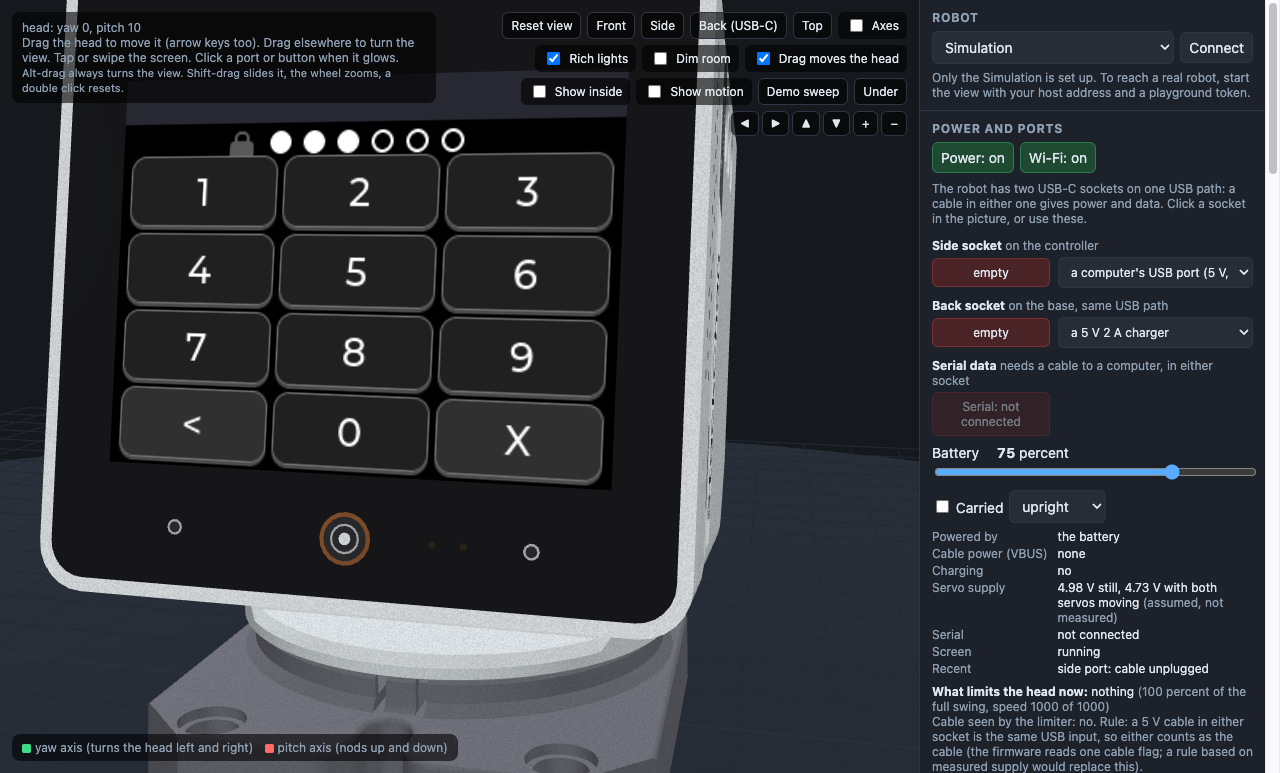 head: yaw 0, pitch 10
Drag the head to move it (arrow keys too). Drag elsewhere to turn the
view. Tap or swipe the screen. Click a port or button when it glows.
Alt-drag always turns the view. Shift-drag slides it, the wheel zooms, a
double click resets.
Reset view Front Side Back (USB-C) Top Axes
Rich lights Dim room Drag moves the head
Show inside Show motion Demo sweep Under
◄ ► ▲ ▼ + −
1 2 3
4 5 6
7 8 9
< 0 X
yaw axis (turns the head left and right) pitch axis (nods up and down)
ROBOT
Simulation Connect
Only the Simulation is set up. To reach a real robot, start
the view with your host address and a playground token.
POWER AND PORTS
Power: on Wi-Fi: on
The robot has two USB-C sockets on one USB path: a
cable in either one gives power and data. Click a socket
in the picture, or use these.
Side socket on the controller
empty a computer's USB port (5 V,
Back socket on the base, same USB path
empty a 5 V 2 A charger
Serial data needs a cable to a computer, in either
socket
Serial: not
connected
Battery 75 percent
Carried upright
Powered by the battery
Cable power (VBUS) none
Charging no
Servo supply 4.98 V still, 4.73 V with both
servos moving (assumed, not
measured)
Serial not connected
Screen running
Recent side port: cable unplugged
What limits the head now: nothing (100 percent of the
full swing, speed 1000 of 1000)
Cable seen by the limiter: no. Rule: a 5 V cable in either
socket is the same USB input, so either counts as the
cable (the firmware reads one cable flag; a rule based on
measured supply would replace this).